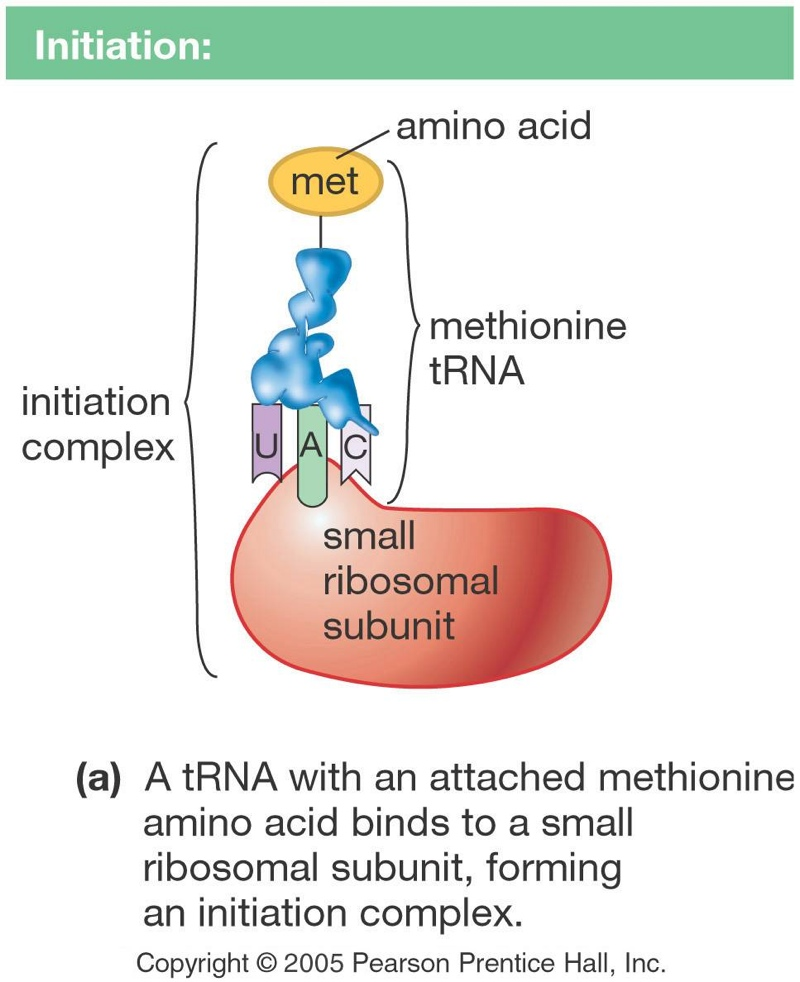 Initiation:
amino acid
met
methionine
tRNA
initiation
complex
U A C
small
ribosomal
subunit
(a) A tRNA with an attached methionine
amino acid binds to a small
ribosomal subunit, forming
an initiation complex.
Copyright © 2005 Pearson Prentice Hall, Inc.